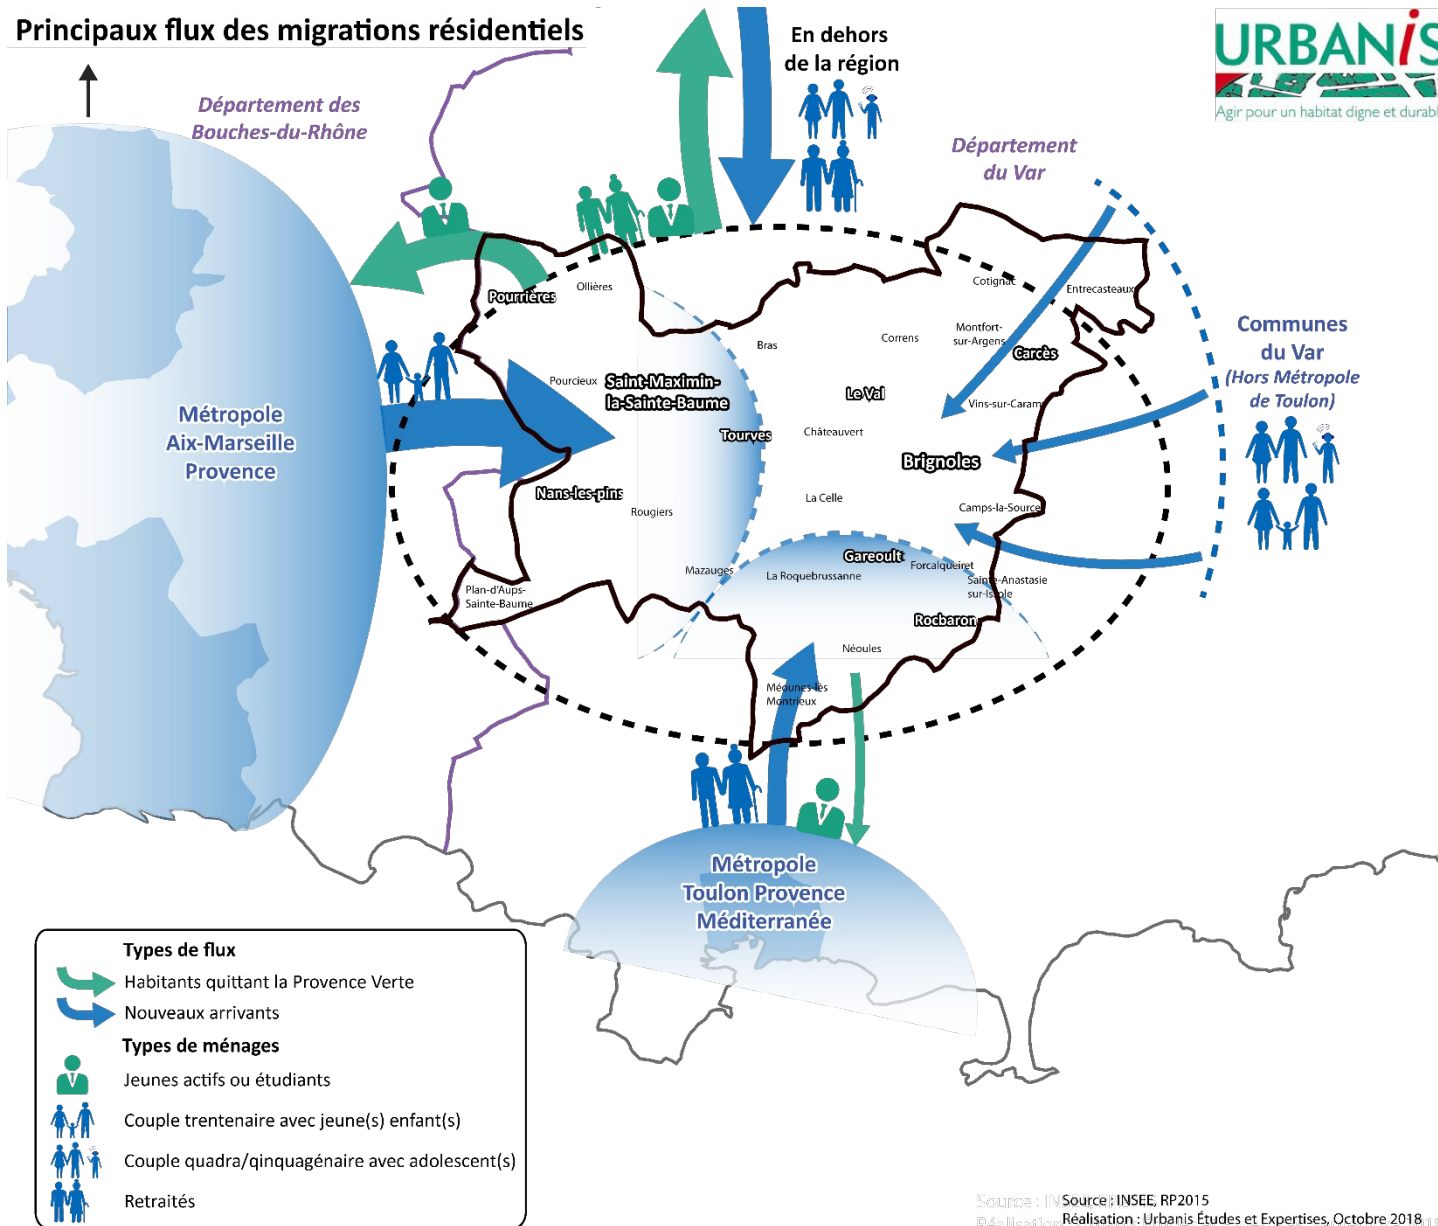 Principaux flux des migrations résidentiels
URBANiS
Agir pour un habitat digne et durabl
En dehors
de la région
Département des
Bouches-du-Rhône
Département
du Var
Cotignac
Entrecasteaux
Ollières
Pourrières
Montfort-
sur-Argens
Correns
Bras
Carcès
Communes
du Var
(Hors Métropole
de Toulon)
Pourcieux
Saint-Maximin-
la-Sainte-Baume
Le Val
Vins-sur-Caram
Métropole
Aix-Marseille
Provence
Tourves
Châteauvert
Brignoles
Nans-les-pins
La Celle
Rougiers
Camps-la-Source
Gareoult
Mazauges
La Roquebrussanne
Forcalqueiret
Sainte-Anastasie
sur-Issole
Plan-d'Aups-
Sainte-Baume
Rocbaron
Néoules
Méounes-lès
Montrieux
Métropole
Toulon Provence
Méditerranée
Types de flux
Habitants quittant la Provence Verte
Nouveaux arrivants
Types de ménages
Jeunes actifs ou étudiants
Couple trentenaire avec jeune(s) enfant(s)
Couple quadra/qinquagénaire avec adolescent(s)
Retraités
Source : INSEE, RP2015
Réalisation : Urbanis Études et Expertises, Octobre 2018